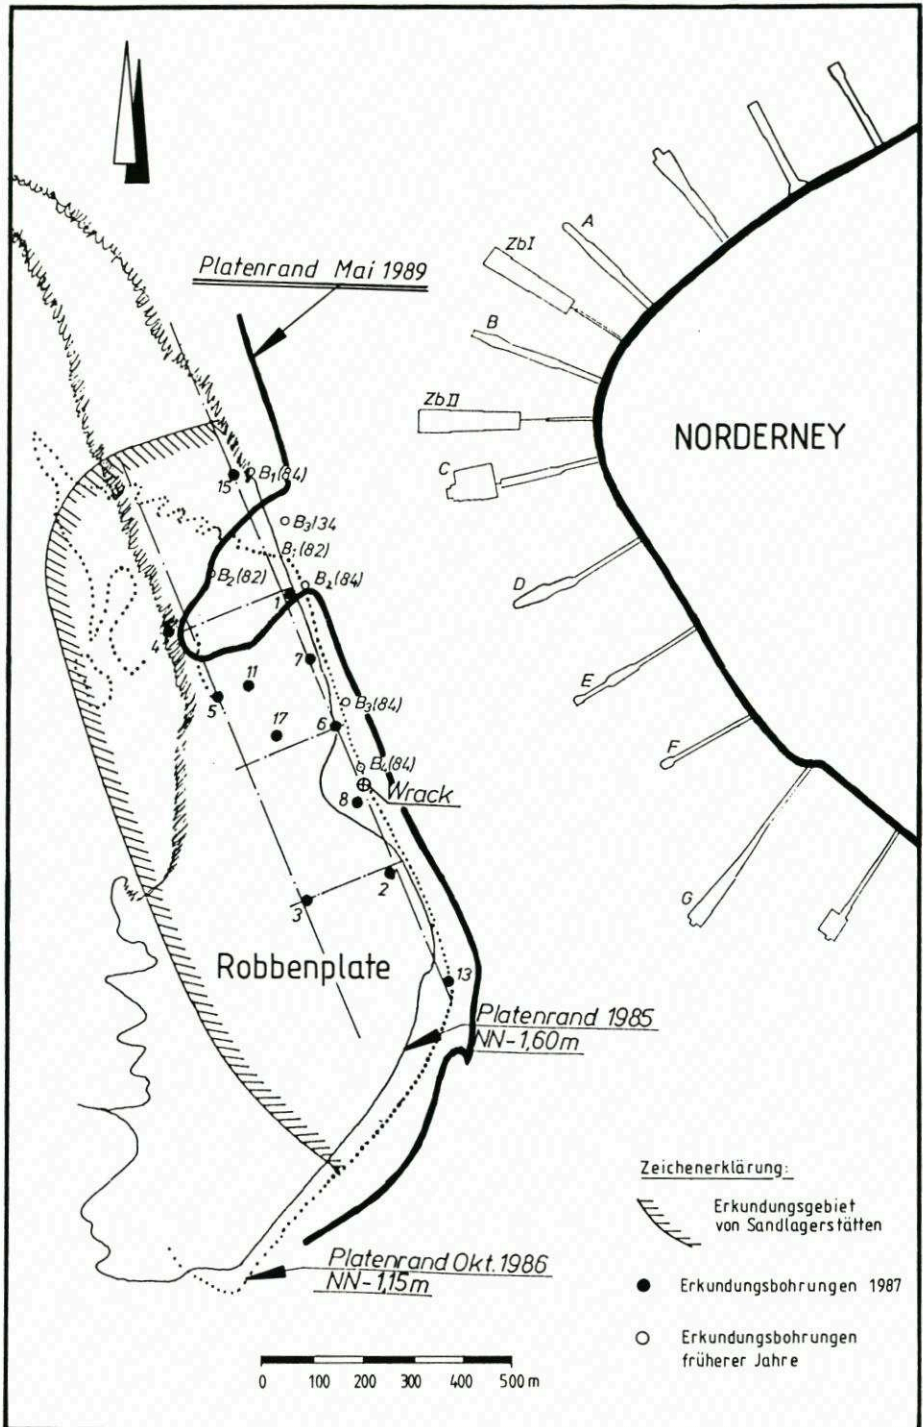 Platenrand Mai 1989
A
ZbI
B
ZbII
C
NORDERNEY
D
E
F
G
15
B1(84)
B3(34
B1(82)
B2(82)
B2(84)
1
4
7
11
5
B3(84)
17
6
B4(84)
Wrack
8
2
3
Robbenplate
13
Platenrand 1985
NN-1,60m
Platenrand Okt.1986
NN-1,15m
Zeichenerklärung:
Erkundungsgebiet
von Sandlagerstätten
Erkundungsbohrungen 1987
Erkundungsbohrungen
früherer Jahre
0 100 200 300 400 500 m